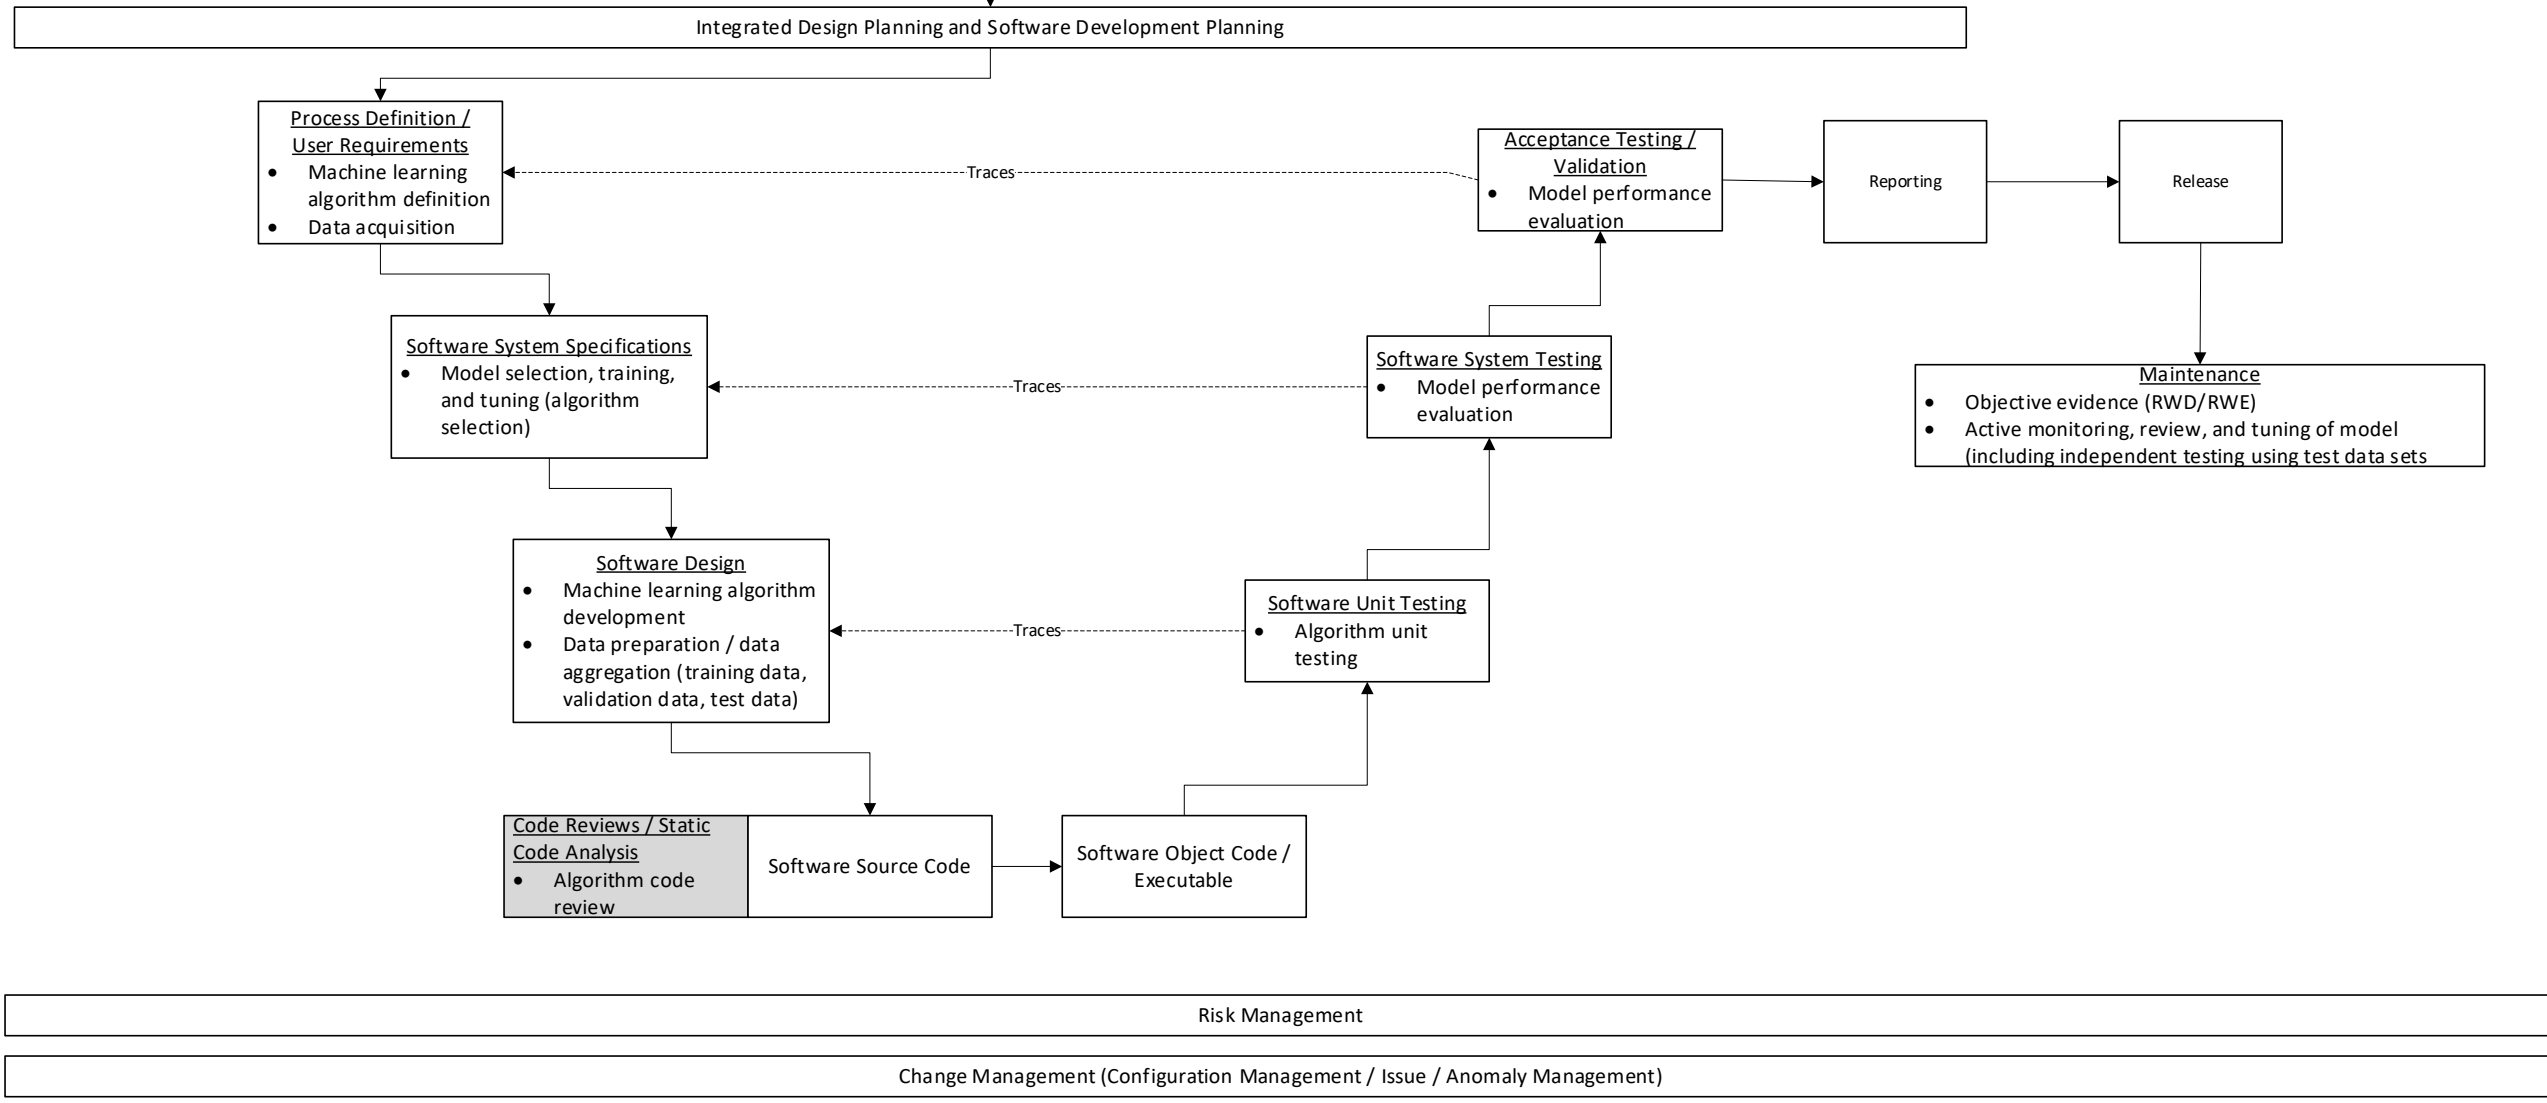 Integrated Design Planning and Software Development Planning
Process Definition /
User Requirements
• Machine learning
algorithm definition
• Data acquisition
Traces
Acceptance Testing /
Validation
• Model performance
evaluation
Reporting
Release
Software System Specifications
• Model selection, training,
and tuning (algorithm
selection)
Traces
Software System Testing
• Model performance
evaluation
Maintenance
• Objective evidence (RWD/RWE)
• Active monitoring, review, and tuning of model
(including independent testing using test data sets
Software Design
• Machine learning algorithm
development
• Data preparation / data
aggregation (training data,
validation data, test data)
Traces
Software Unit Testing
• Algorithm unit
testing
Code Reviews / Static
Code Analysis
• Algorithm code
review
Software Source Code
Software Object Code /
Executable
Risk Management
Change Management (Configuration Management / Issue / Anomaly Management)